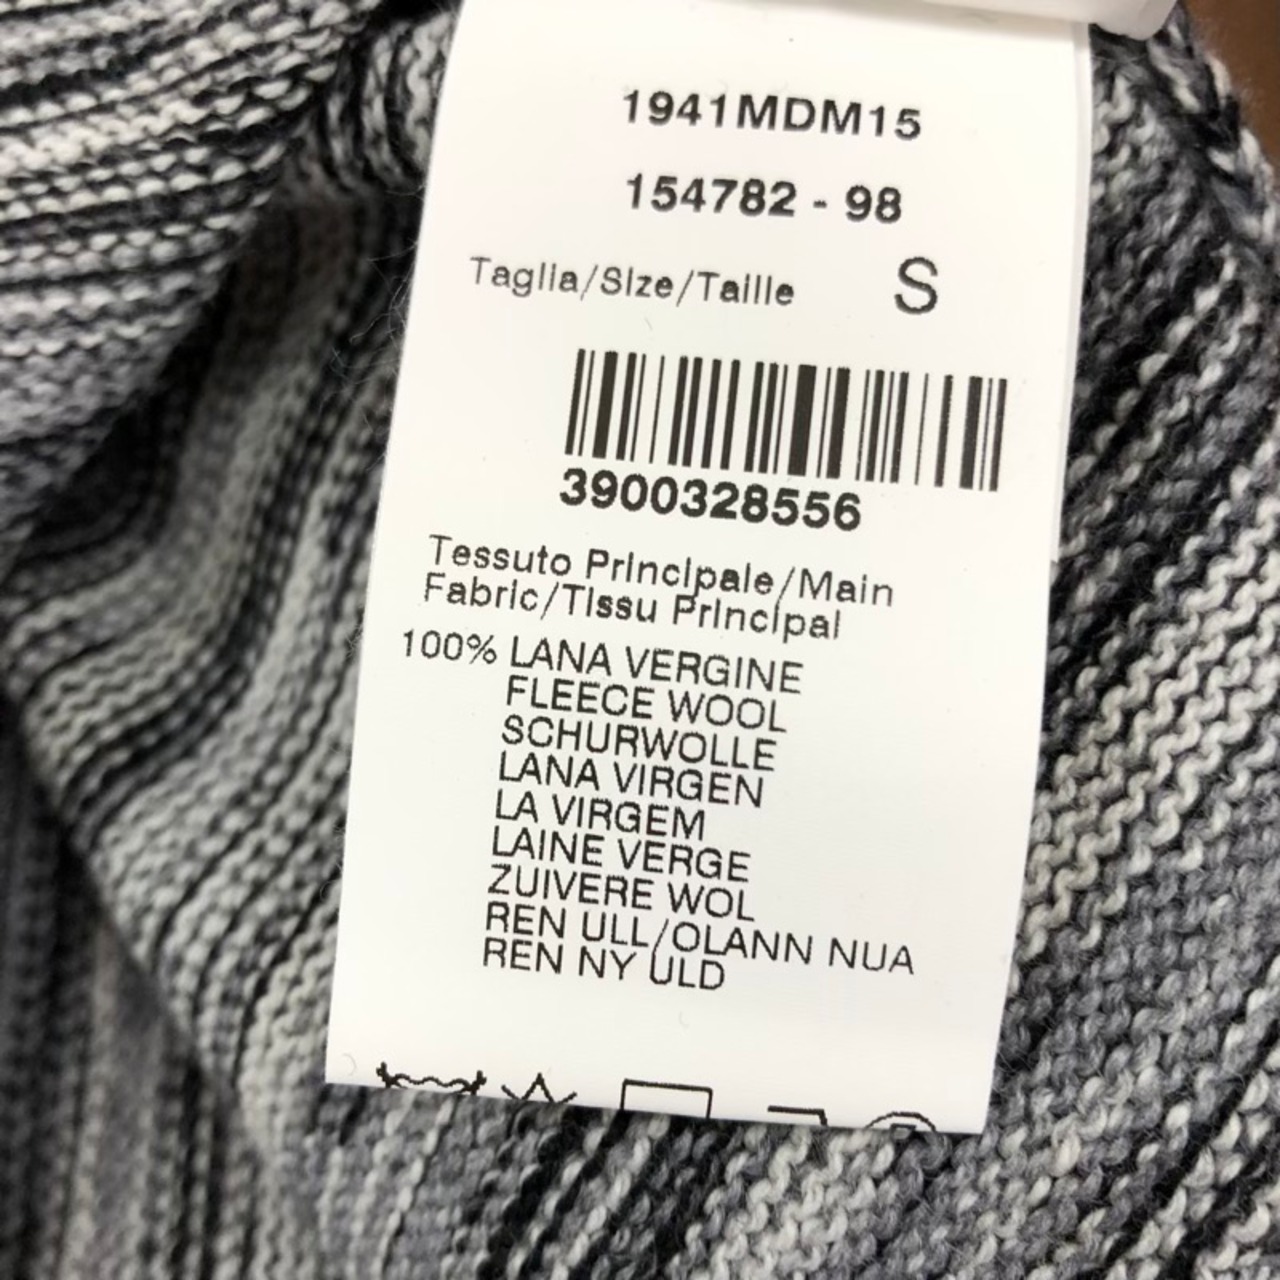 1941MDM15
154782 - 98
Taglia/Size/Taille S
3900328556
Tessuto Principale/Main
Fabric/Tissu Principal
100% LANA VERGINE
FLEECE WOOL
SCHURWOLLE
LANA VIRGEN
LA VIRGEM
LAINE VERGE
ZUIVERE WOL
REN ULL/OLANN NUA
REN NY ULD